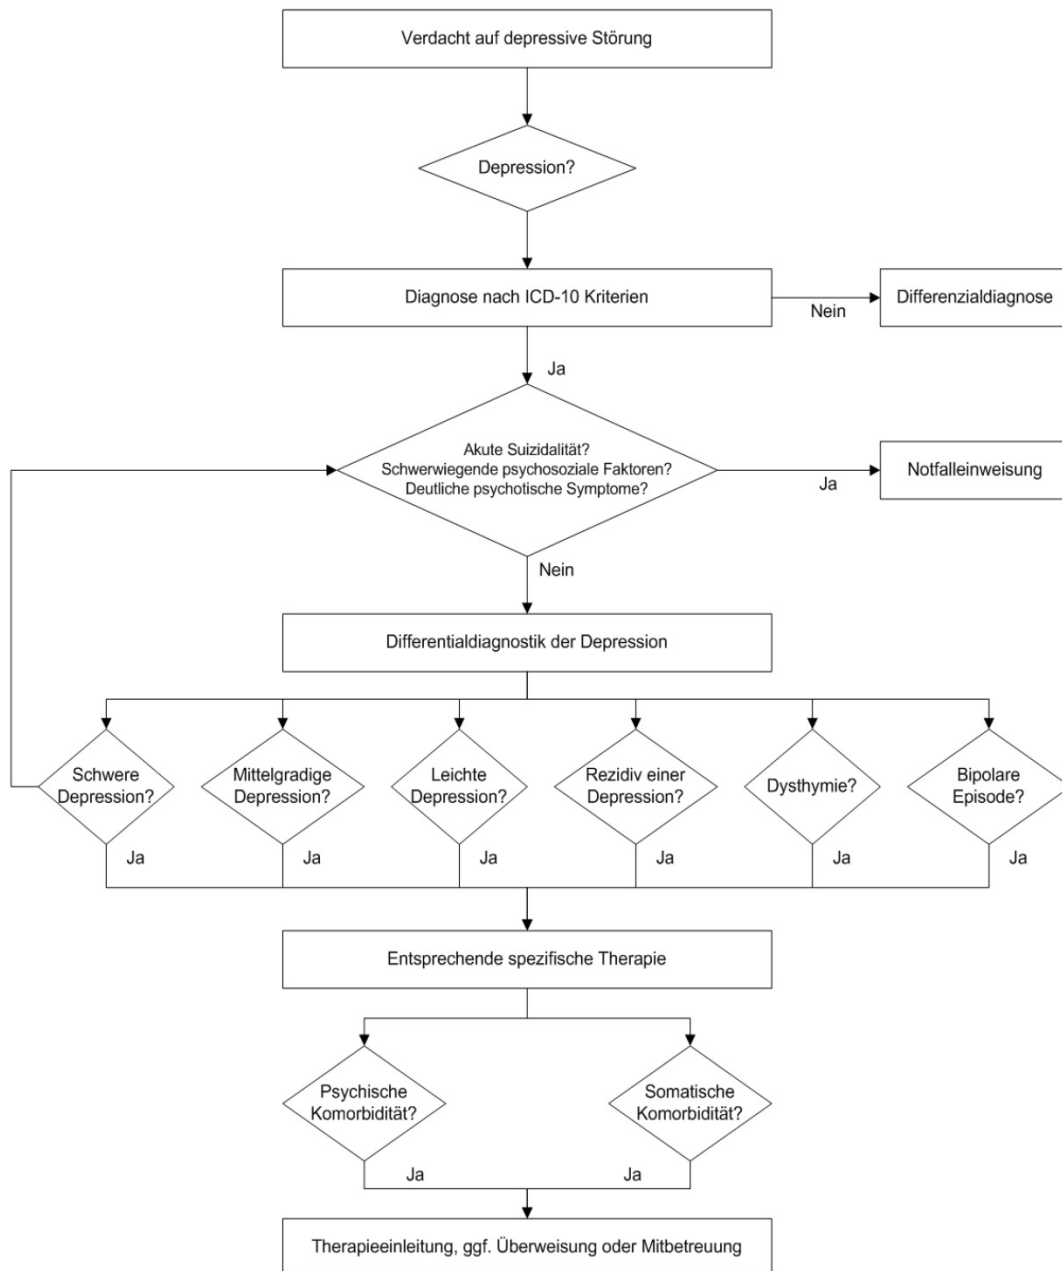 Verdacht auf depressive Störung
Depression?
Diagnose nach ICD-10 Kriterien
Nein
Differenzialdiagnose
Ja
Akute Suizidalität?
Schwerwiegende psychosoziale Faktoren?
Deutliche psychotische Symptome?
Ja
Notfalleinweisung
Nein
Differentialdiagnostik der Depression
Schwere
Depression?
Mittelgradige
Depression?
Leichte
Depression?
Rezidiv einer
Depression?
Dysthymie?
Bipolare
Episode?
Ja
Ja
Ja
Ja
Ja
Ja
Entsprechende spezifische Therapie
Psychische
Komorbidität?
Somatische
Komorbidität?
Ja
Ja
Therapieeinleitung, ggf. Überweisung oder Mitbetreuung